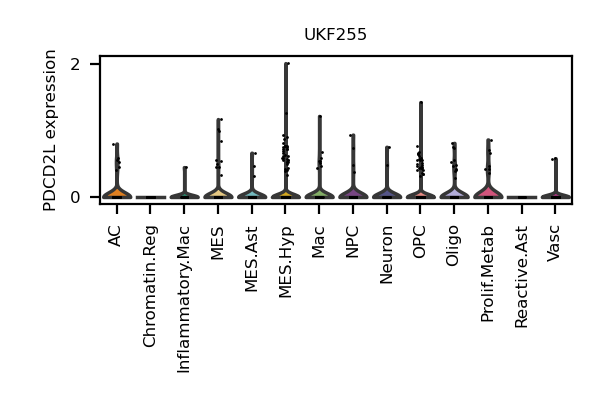 UKF255
PDCD2L expression
2
0
AC
Chromatin.Reg
Inflammatory.Mac
MES
MES.Ast
MES.Hyp
Mac
NPC
Neuron
OPC
Oligo
Prolif.Metab
Reactive.Ast
Vasc